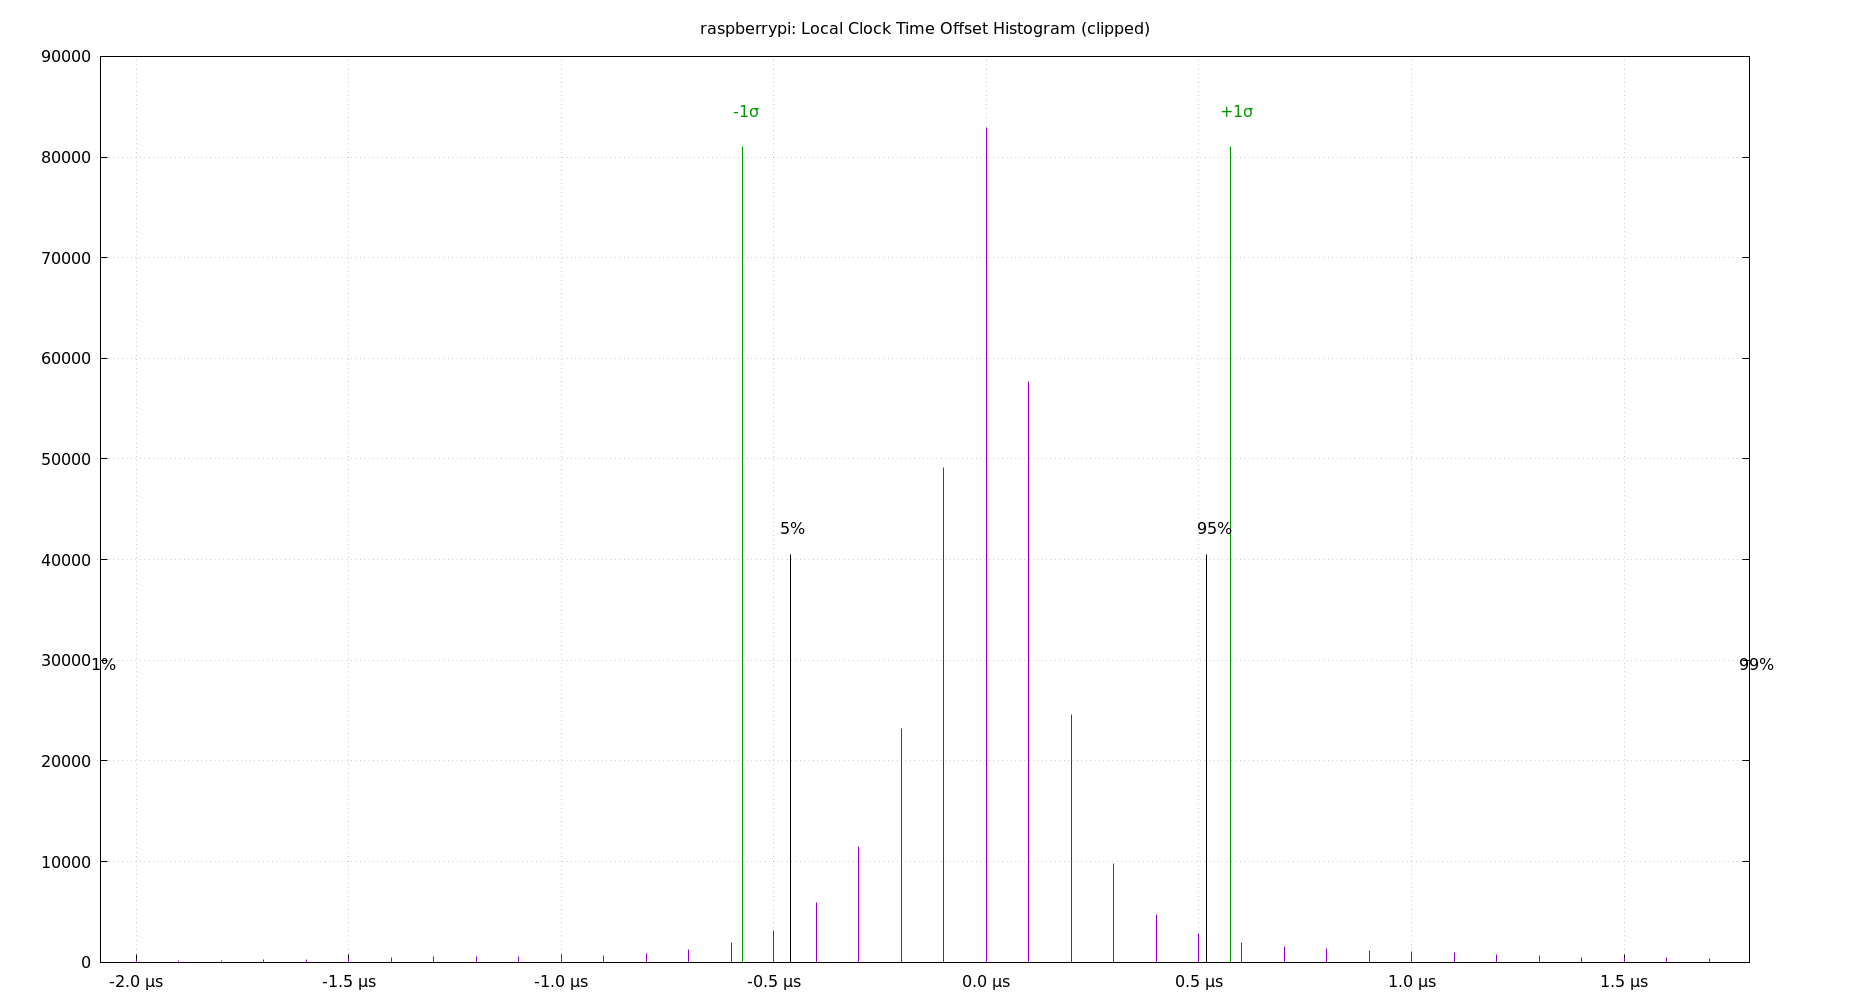 raspberrypi: Local Clock Time Offset Histogram (clipped)
90000
-1σ
+1σ
80000
70000
60000
50000
5%
95%
40000
30000
1%
99%
20000
10000
0
-2.0 µs
-1.5 µs
-1.0 µs
-0.5 µs
0.0 µs
0.5 µs
1.0 µs
1.5 µs